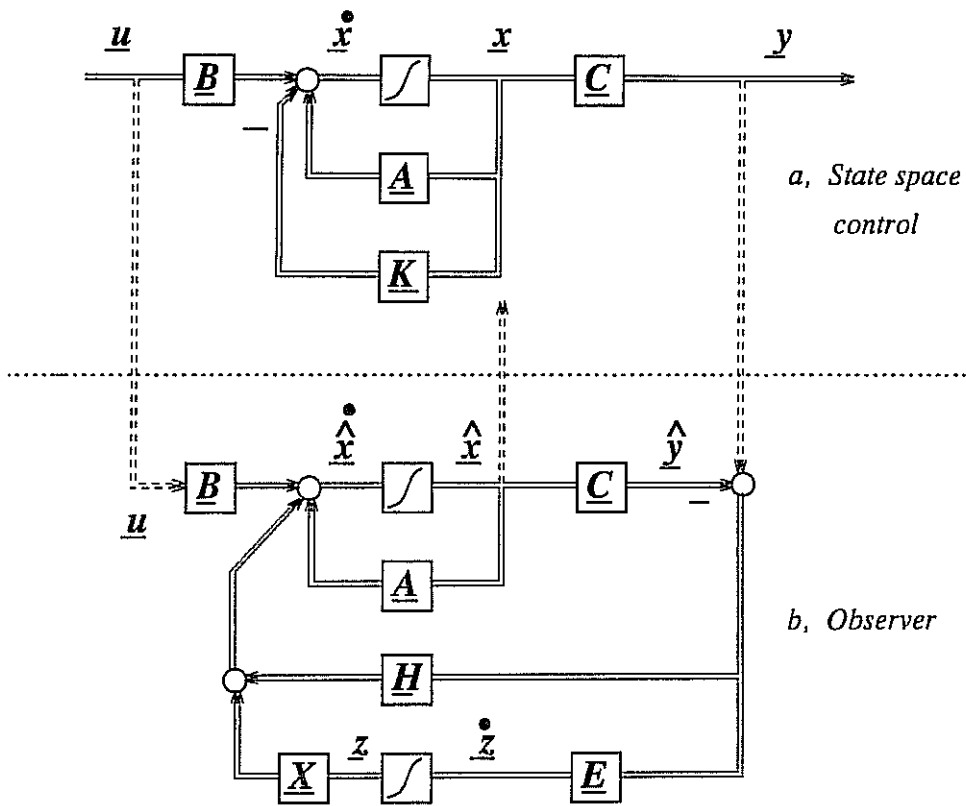 u ẋ x y
B C
−
A
a, State space
control
K
x̂̇ x̂ ŷ
B C
−
u
A
b, Observer
H
z ż
X E